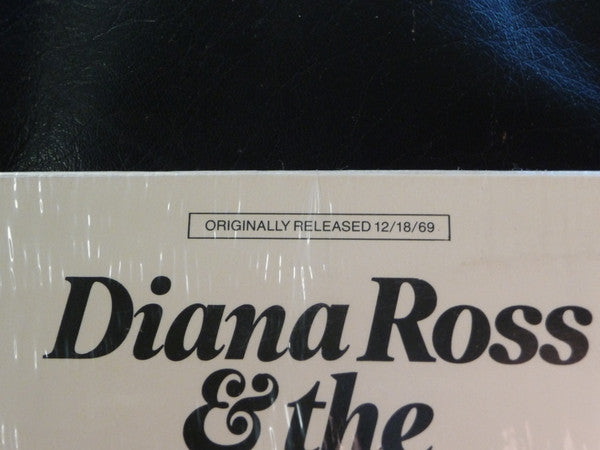 ORIGINALLY RELEASED 12/18/69
Diana Ross
& the